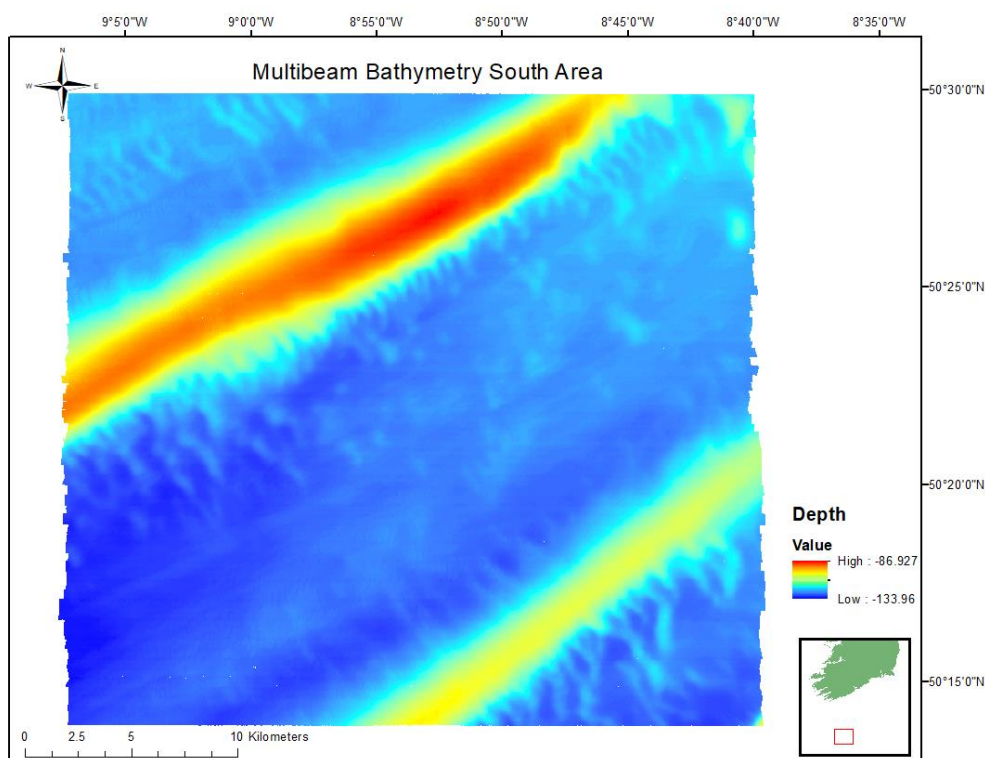 9°5'0"W 9°0'0"W 8°55'0"W 8°50'0"W 8°45'0"W 8°40'0"W 8°35'0"W
N
W E
S
Multibeam Bathymetry South Area
50°30'0"N
50°25'0"N
50°20'0"N
50°15'0"N
Depth
Value
High : -86.927
Low : -133.96
0 2.5 5 10 Kilometers